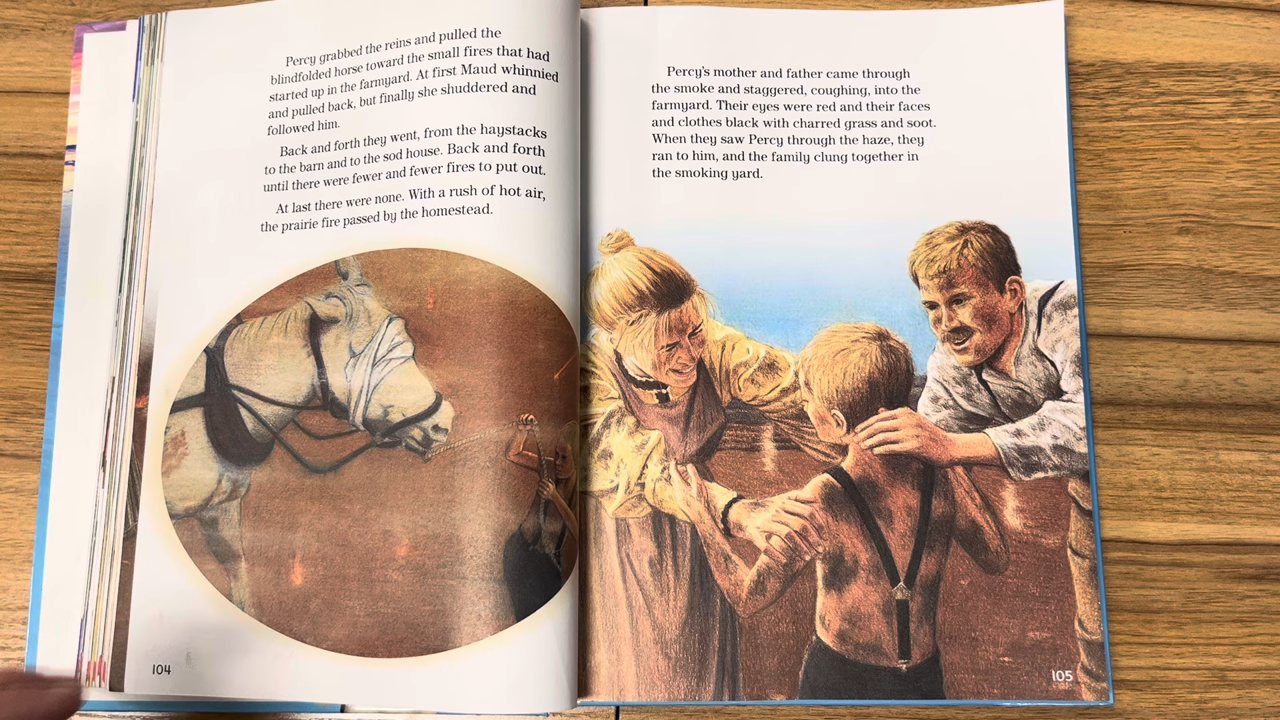 Percy grabbed the reins and pulled the
blindfolded horse toward the small fires that had
started up in the farmyard. At first Maud whinnied
and pulled back, but finally she shuddered and
followed him.
Back and forth they went, from the haystacks
to the barn and to the sod house. Back and forth
until there were fewer and fewer fires to put out.
At last there were none. With a rush of hot air,
the prairie fire passed by the homestead.
104
Percy's mother and father came through
the smoke and staggered, coughing, into the
farmyard. Their eyes were red and their faces
and clothes black with charred grass and soot.
When they saw Percy through the haze, they
ran to him, and the family clung together in
the smoking yard.
105